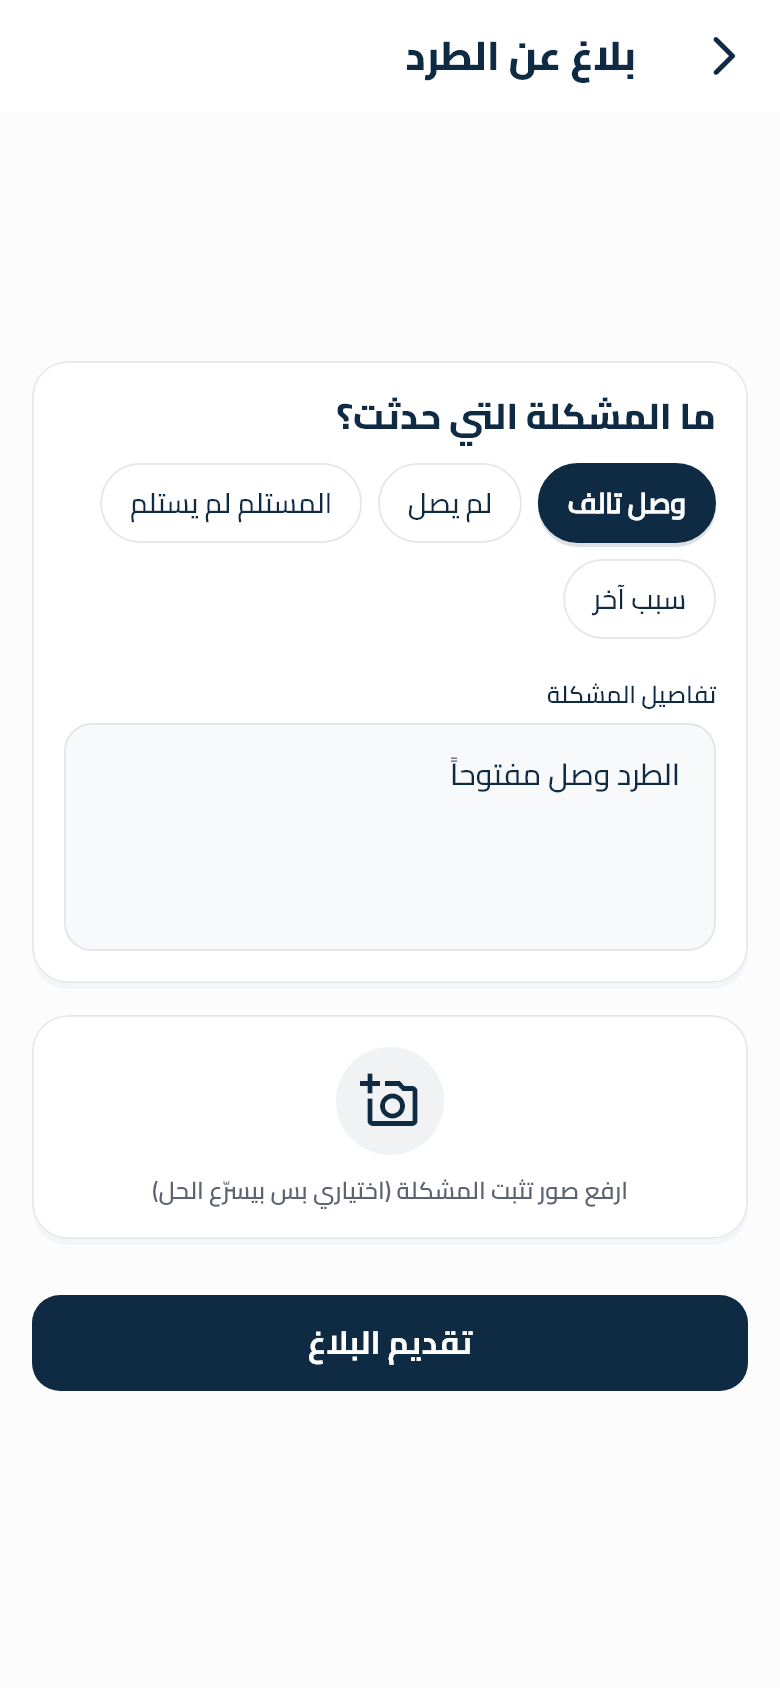 بلاغ عن الطرد
ما المشكلة التي حدثت؟
وصل تالف
لم يصل
المستلم لم يستلم
سبب آخر
تفاصيل المشكلة
الطرد وصل مفتوحاً
ارفع صور تثبت المشكلة (اختياري بس بيسرّع الحل)
تقديم البلاغ